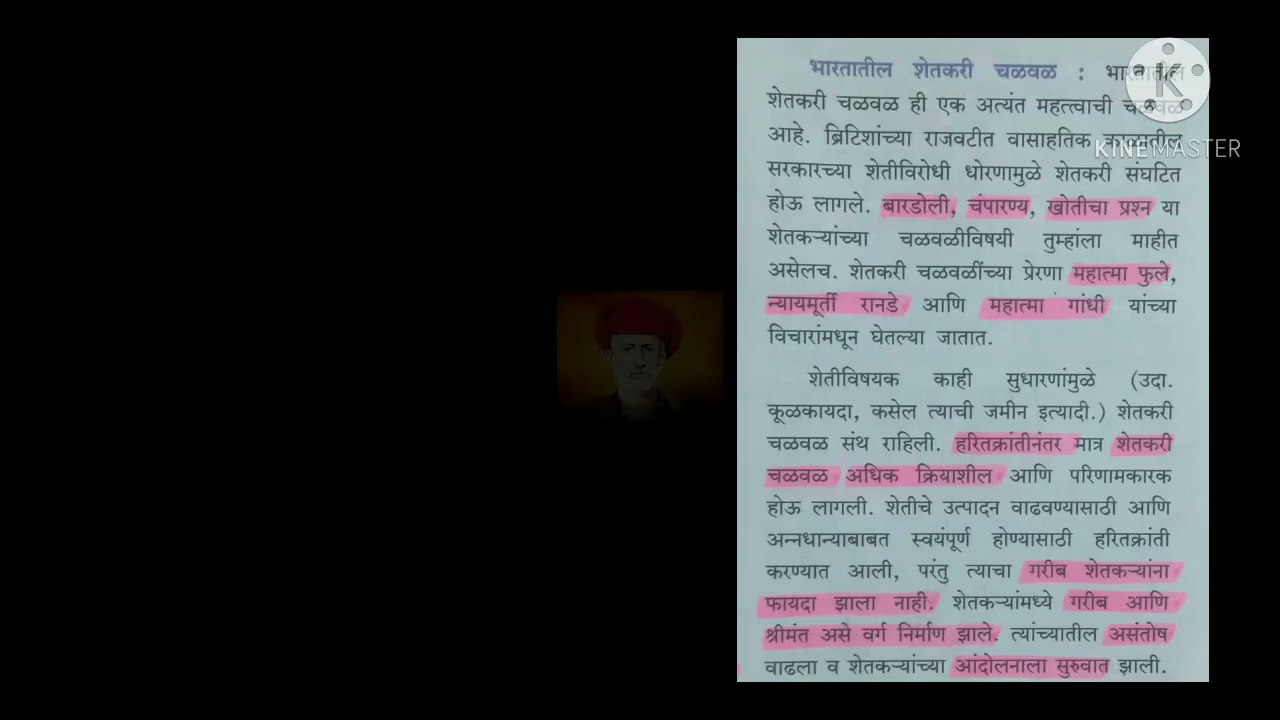 भारतातील शेतकरी चळवळ : भारतातील
शेतकरी चळवळ ही एक अत्यंत महत्त्वाची चळवळ
आहे. ब्रिटिशांच्या राजवटीत वासाहतिक काळातील
सरकारच्या शेतीविरोधी धोरणामुळे शेतकरी संघटित
होऊ लागले. बारडोली, चंपारण्य, खोतीचा प्रश्न या
शेतकऱ्यांच्या चळवळीविषयी तुम्हांला माहीत
असेलच. शेतकरी चळवळींच्या प्रेरणा महात्मा फुले,
न्यायमूर्ती रानडे आणि महात्मा गांधी यांच्या
विचारांमधून घेतल्या जातात.
शेतीविषयक काही सुधारणांमुळे (उदा.
कूळकायदा, कसेल त्याची जमीन इत्यादी.) शेतकरी
चळवळ संथ राहिली. हरितक्रांतीनंतर मात्र शेतकरी
चळवळ अधिक क्रियाशील आणि परिणामकारक
होऊ लागली. शेतीचे उत्पादन वाढवण्यासाठी आणि
अन्नधान्याबाबत स्वयंपूर्ण होण्यासाठी हरितक्रांती
करण्यात आली, परंतु त्याचा गरीब शेतकऱ्यांना
फायदा झाला नाही. शेतकऱ्यांमध्ये गरीब आणि
श्रीमंत असे वर्ग निर्माण झाले. त्यांच्यातील असंतोष
वाढला व शेतकऱ्यांच्या आंदोलनाला सुरुवात झाली.
K
KINEMASTER